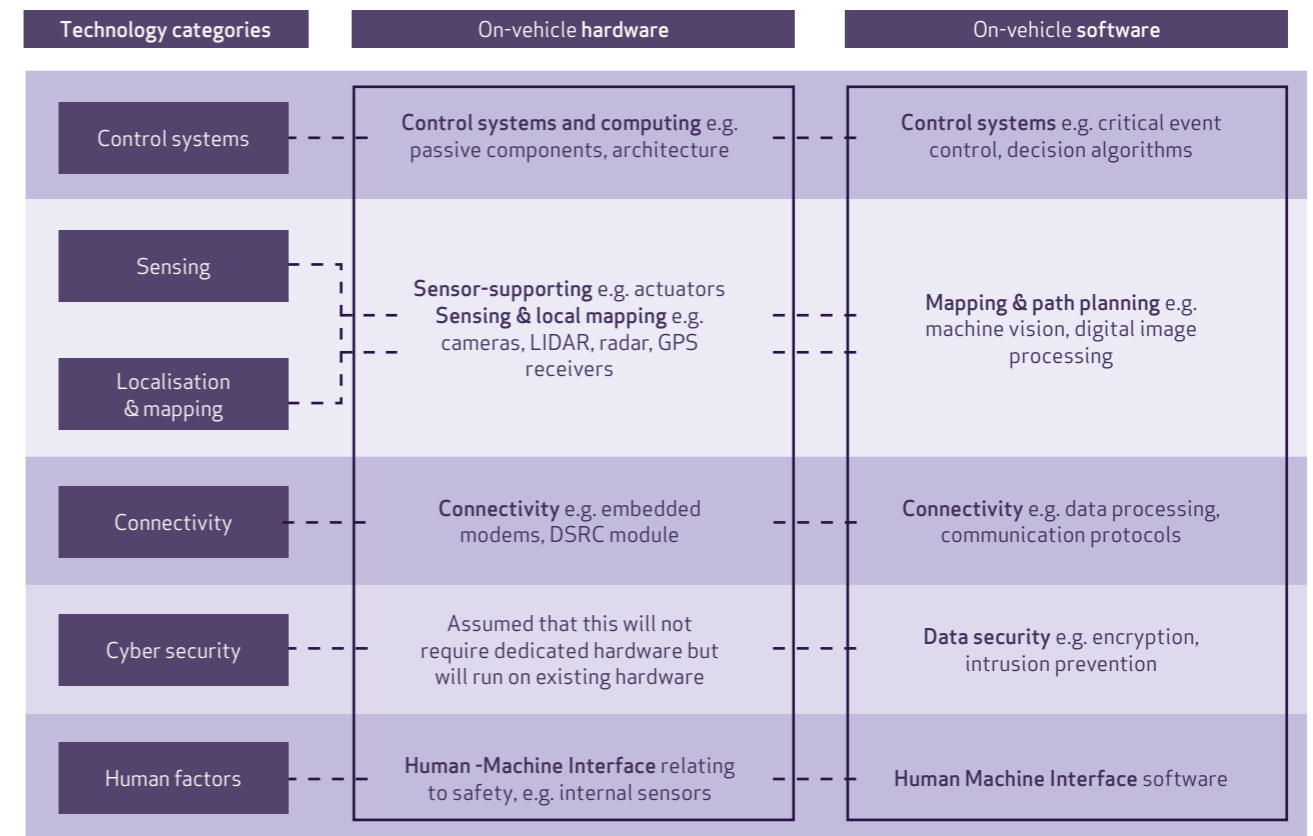 Technology categories
On-vehicle hardware
On-vehicle software
Control systems
Control systems and computing e.g.
passive components, architecture
Control systems e.g. critical event
control, decision algorithms
Sensing
Localisation
& mapping
Sensor-supporting e.g. actuators
Sensing & local mapping e.g.
cameras, LIDAR, radar, GPS
receivers
Mapping & path planning e.g.
machine vision, digital image
processing
Connectivity
Connectivity e.g. embedded
modems, DSRC module
Connectivity e.g. data processing,
communication protocols
Cyber security
Assumed that this will not
require dedicated hardware but
will run on existing hardware
Data security e.g. encryption,
intrusion prevention
Human factors
Human -Machine Interface relating
to safety, e.g. internal sensors
Human Machine Interface software